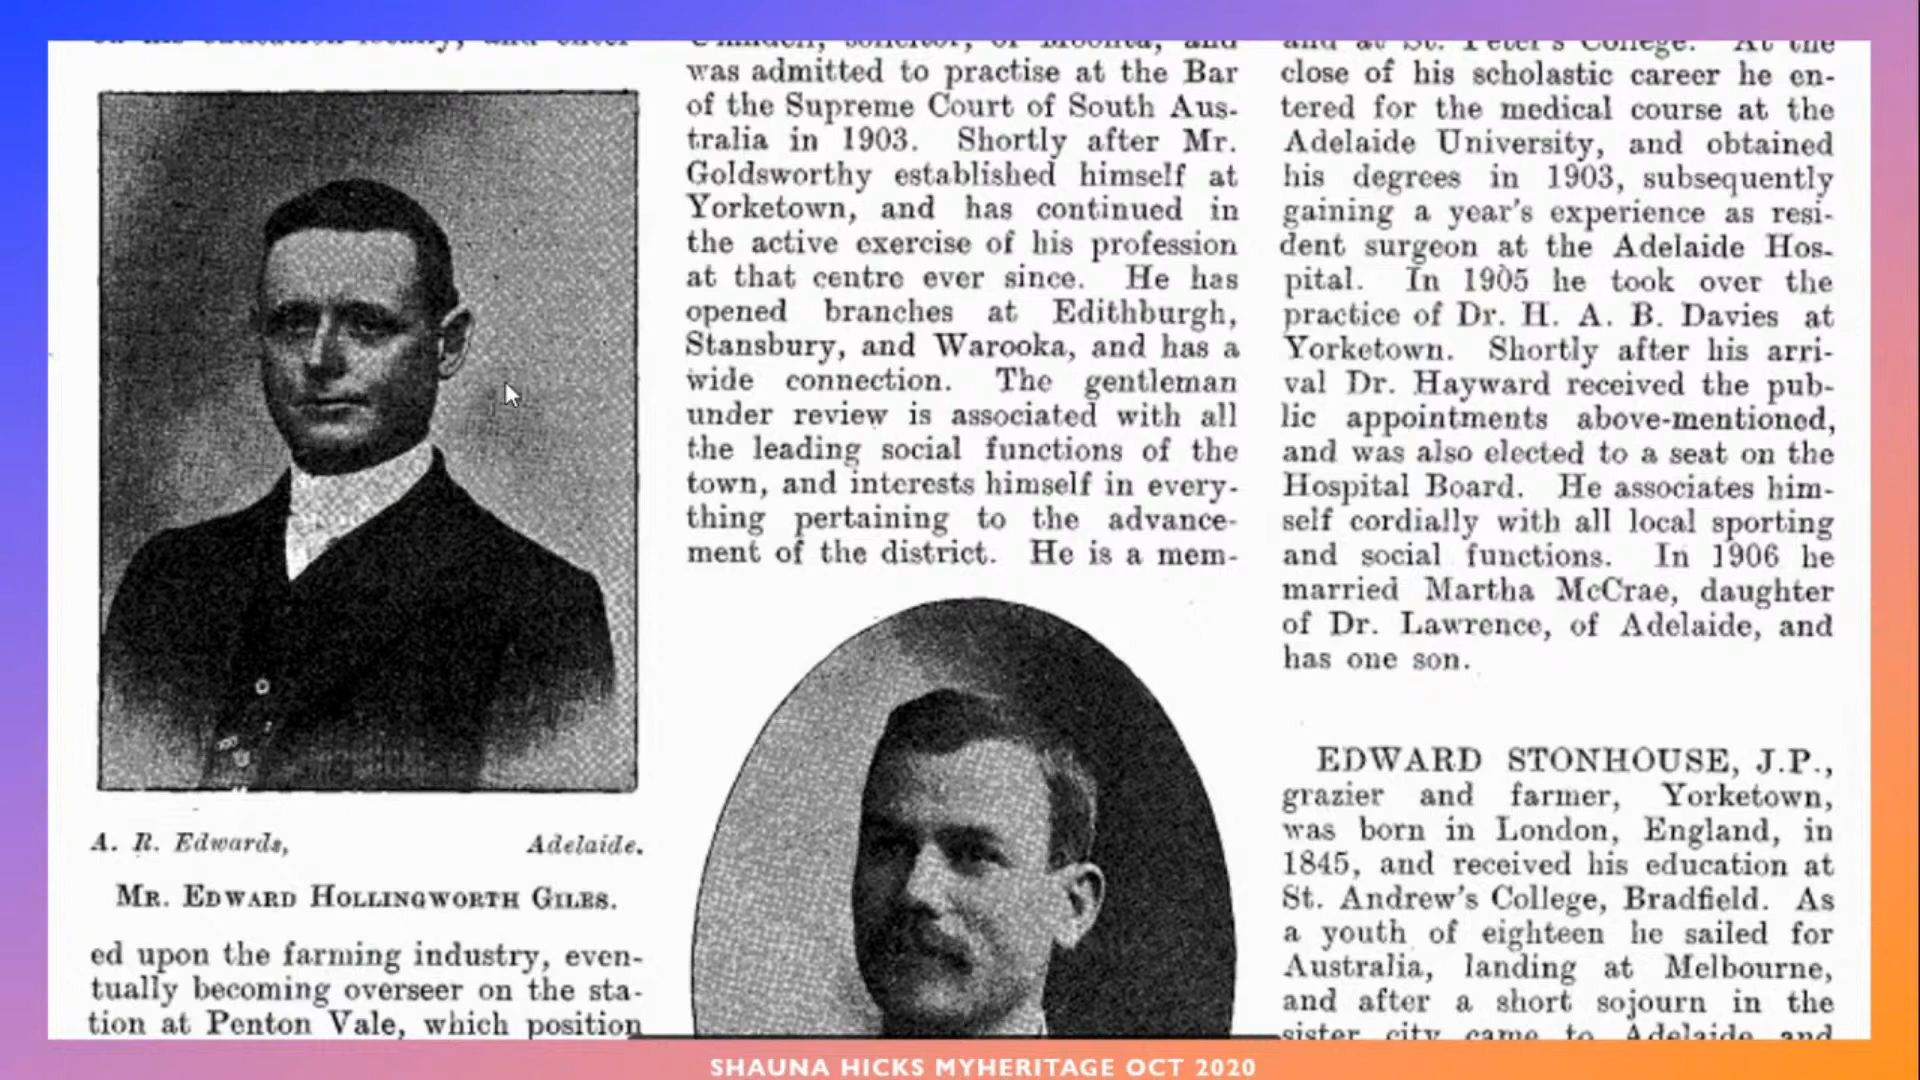 A. R. Edwards, Adelaide.
MR. EDWARD HOLLINGWORTH GILES.
ed upon the farming industry, even-
tually becoming overseer on the sta-
tion at Penton Vale, which position
was admitted to practise at the Bar
of the Supreme Court of South Aus-
tralia in 1903. Shortly after Mr.
Goldsworthy established himself at
Yorketown, and has continued in
the active exercise of his profession
at that centre ever since. He has
opened branches at Edithburgh,
Stansbury, and Warooka, and has a
wide connection. The gentleman
under review is associated with all
the leading social functions of the
town, and interests himself in every-
thing pertaining to the advance-
ment of the district. He is a mem-
and at St. Peter's College. At the
close of his scholastic career he en-
tered for the medical course at the
Adelaide University, and obtained
his degrees in 1903, subsequently
gaining a year's experience as resi-
dent surgeon at the Adelaide Hos-
pital. In 1905 he took over the
practice of Dr. H. A. B. Davies at
Yorketown. Shortly after his arri-
val Dr. Hayward received the pub-
lic appointments above-mentioned,
and was also elected to a seat on the
Hospital Board. He associates him-
self cordially with all local sporting
and social functions. In 1906 he
married Martha McCrae, daughter
of Dr. Lawrence, of Adelaide, and
has one son.
EDWARD STONHOUSE, J.P.,
grazier and farmer, Yorketown,
was born in London, England, in
1845, and received his education at
St. Andrew's College, Bradfield. As
a youth of eighteen he sailed for
Australia, landing at Melbourne,
and after a short sojourn in the
sister city came to Adelaide and
SHAUNA HICKS MYHERITAGE OCT 2020